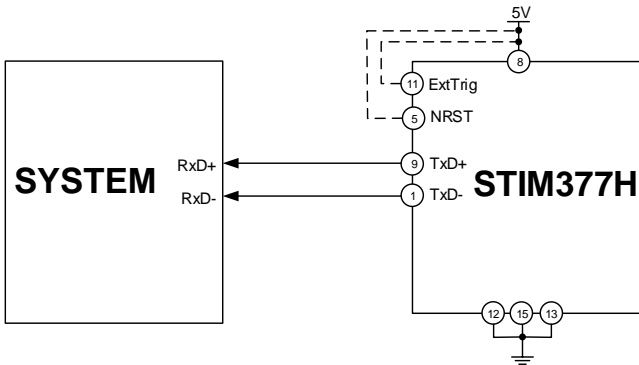 5V
8
11 ExtTrig
5 NRST
RxD+ 9 TxD+
SYSTEM STIM377H
RxD- 1 TxD-
12 15 13